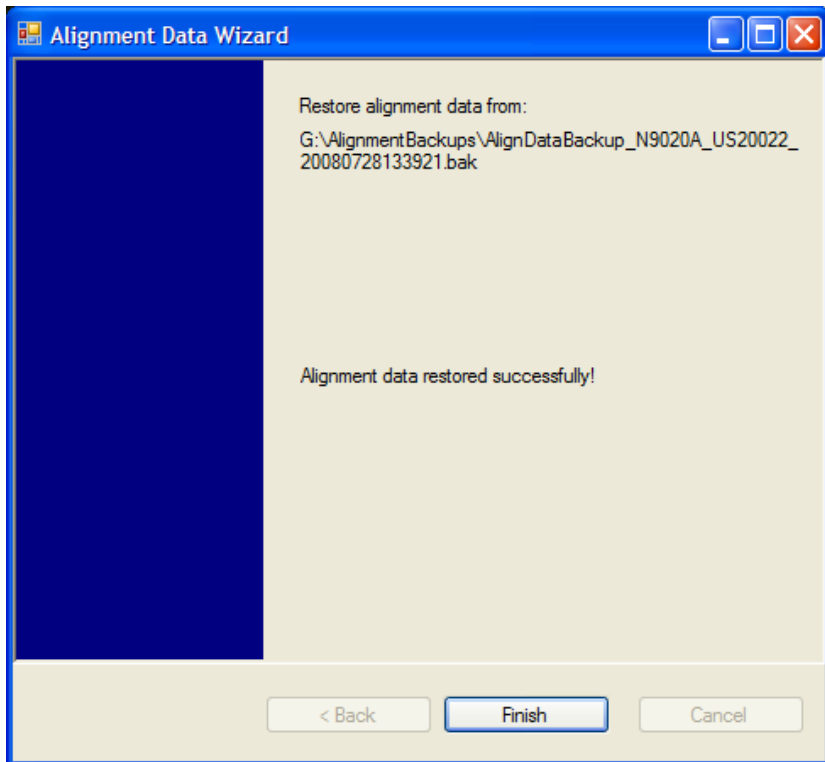 Alignment Data Wizard
Restore alignment data from:
G:\AlignmentBackups\AlignDataBackup_N9020A_US20022_
20080728133921.bak
Alignment data restored successfully!
< Back
Finish
Cancel